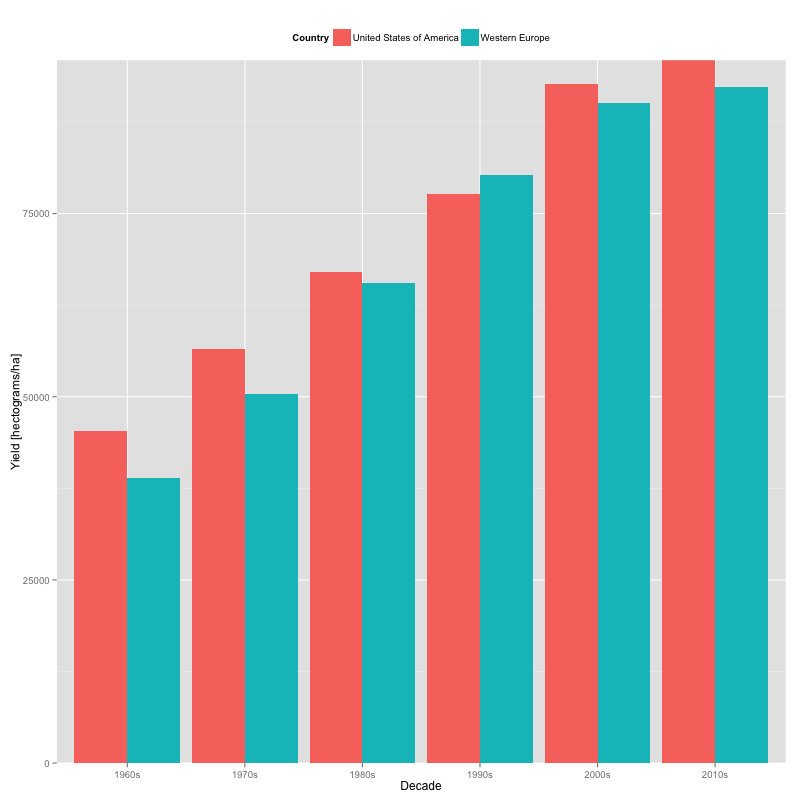 Country United States of America Western Europe
Yield [hectograms/ha]
75000
50000
25000
0
1960s 1970s 1980s 1990s 2000s 2010s
Decade